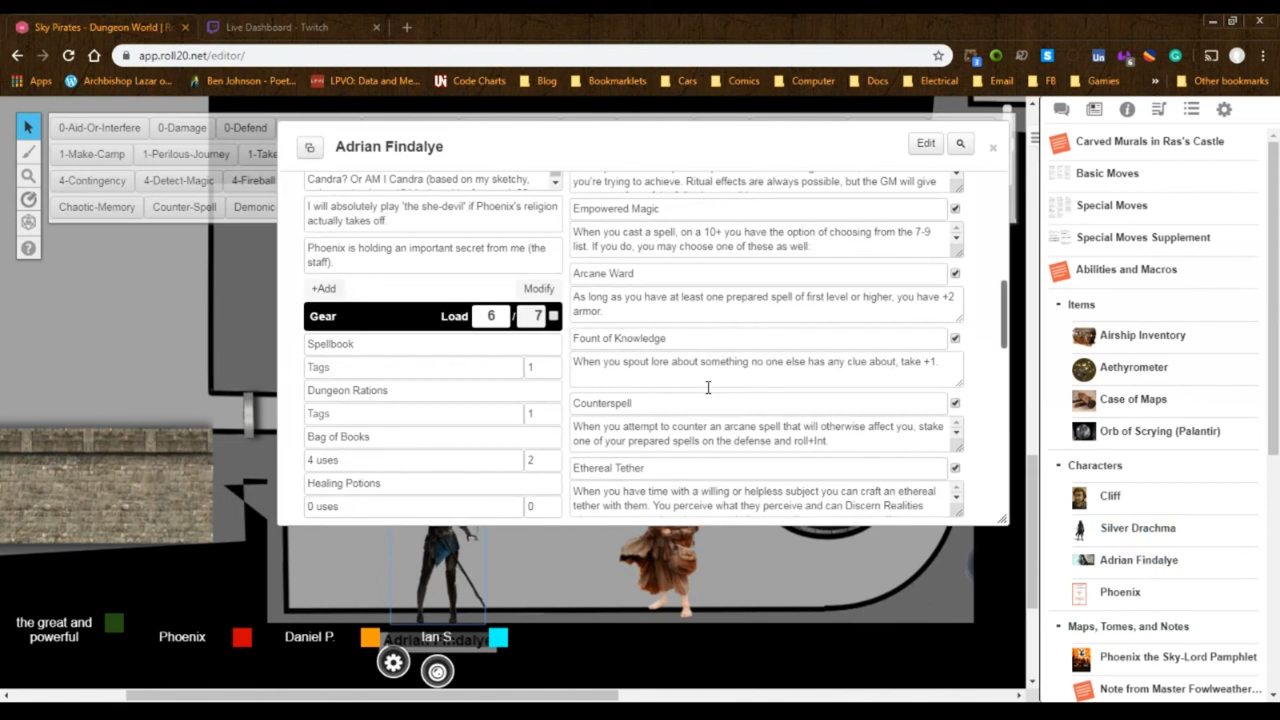 Sky Pirates - Dungeon World | R
Live Dashboard - Twitch
app.roll20.net/editor/
Apps
Archbishop Lazar o...
Ben Johnson - Poet...
LPVO: Data and Me...
Code Charts
Blog
Bookmarklets
Cars
Comics
Computer
Docs
Electrical
Email
FB
Games
»
Other bookmarks
0-Aid-Or-Interfere
0-Damage
0-Defend
1-Make-Camp
1-Perilous-Journey
1-Take
4-Contingency
4-Detect-Magic
4-Fireball
Chaotic-Memory
Counter-Spell
Demonic
Adrian Findalye
Edit
Candra? Or AM I Candra (based on my sketchy,
I will absolutely play 'the she-devil' if Phoenix's religion
actually takes off.
Phoenix is holding an important secret from me (the
staff).
+Add
Modify
Gear
Load
6
/
7
Spellbook
Tags
1
Dungeon Rations
Tags
1
Bag of Books
4 uses
2
Healing Potions
0 uses
0
you're trying to achieve. Ritual effects are always possible, but the GM will give
Empowered Magic
When you cast a spell, on a 10+ you have the option of choosing from the 7-9
list. If you do, you may choose one of these as well:
Arcane Ward
As long as you have at least one prepared spell of first level or higher, you have +2
armor.
Fount of Knowledge
When you spout lore about something no one else has any clue about, take +1.
Counterspell
When you attempt to counter an arcane spell that will otherwise affect you, stake
one of your prepared spells on the defense and roll+Int.
Ethereal Tether
When you have time with a willing or helpless subject you can craft an ethereal
tether with them. You perceive what they perceive and can Discern Realities
Carved Murals in Ras's Castle
Basic Moves
Special Moves
Special Moves Supplement
Abilities and Macros
Items
Airship Inventory
Aethyrometer
Case of Maps
Orb of Scrying (Palantir)
Characters
Cliff
Silver Drachma
Adrian Findalye
Phoenix
Maps, Tomes, and Notes
Phoenix the Sky-Lord Pamphlet
Note from Master Fowlweather...
the great and
powerful
Phoenix
Daniel P.
Ian S.
Adrian Findalye